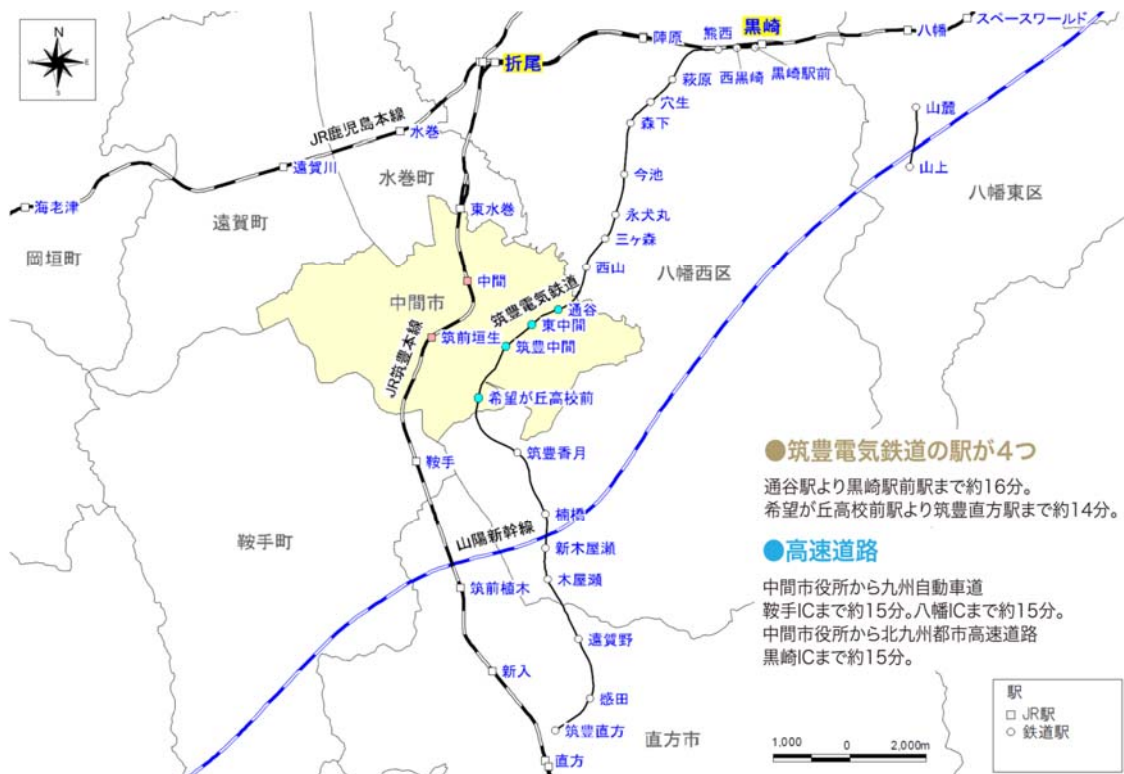 N
W
E
S
スペースワールド
八幡
黒崎
熊西
陣原
折尾
西黒崎
黒崎駅前
萩原
穴生
山麓
森下
JR鹿児島本線
水巻
遠賀川
水巻町
今池
山上
八幡東区
海老津
遠賀町
東水巻
永犬丸
三ヶ森
岡垣町
西山
八幡西区
中間
中間市
筑豊電気鉄道
通谷
東中間
筑前垣生
筑豊中間
JR筑豊本線
希望が丘高校前
筑豊香月
鞍手
●筑豊電気鉄道の駅が4つ
通谷駅より黒崎駅前駅まで約16分。
希望が丘高校前駅より筑豊直方駅まで約14分。
楠橋
山陽新幹線
新木屋瀬
鞍手町
木屋瀬
筑前植木
●高速道路
中間市役所から九州自動車道
鞍手ICまで約15分。八幡ICまで約15分。
中間市役所から北九州都市高速道路
黒崎ICまで約15分。
遠賀野
新入
感田
筑豊直方
直方市
直方
駅
JR駅
鉄道駅
1,000 0 2,000m